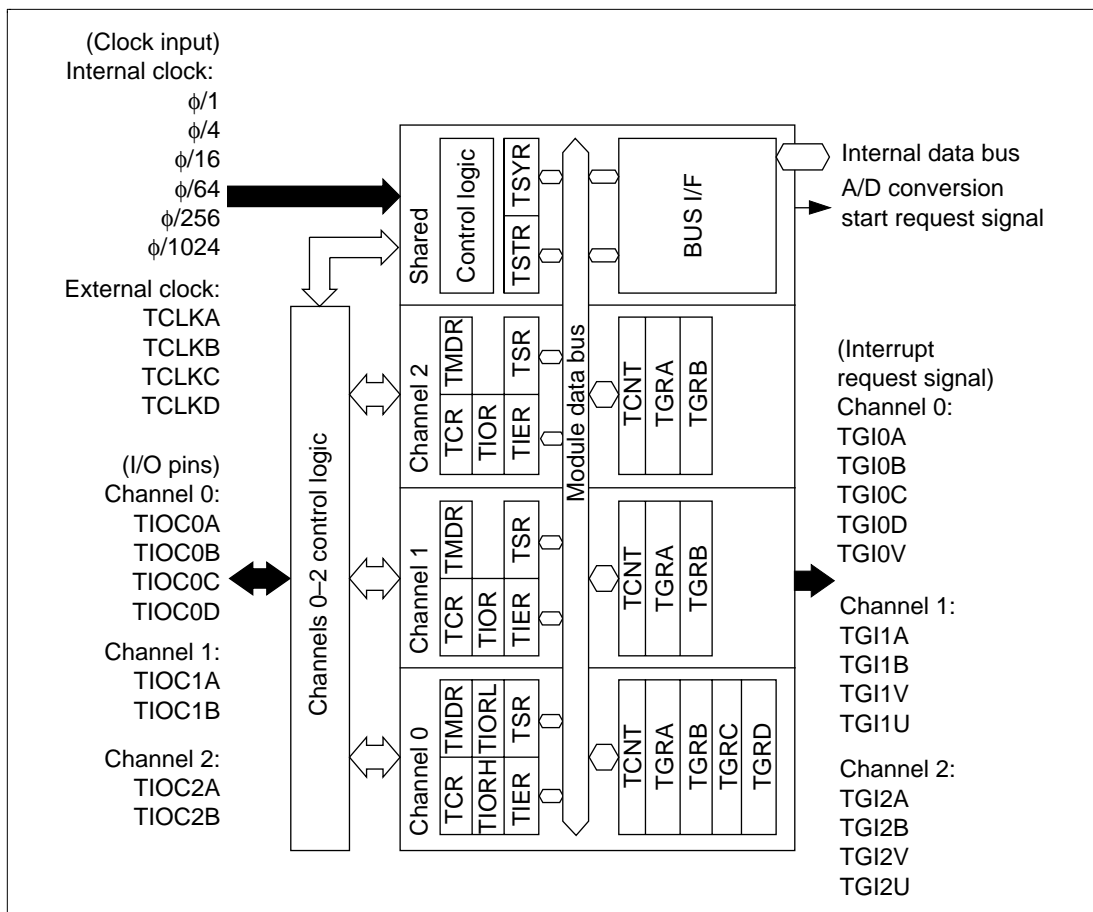 (Clock input)
Internal clock:
ϕ/1
ϕ/4
ϕ/16
ϕ/64
ϕ/256
ϕ/1024
External clock:
TCLKA
TCLKB
TCLKC
TCLKD
(I/O pins)
Channel 0:
TIOC0A
TIOC0B
TIOC0C
TIOC0D
Channel 1:
TIOC1A
TIOC1B
Channel 2:
TIOC2A
TIOC2B
Channels 0–2 control logic
Shared
Control logic
TSYR
TSTR
BUS I/F
Module data bus
Channel 2
TMDR
TSR
TCR
TIOR
TIER
TCNT
TGRA
TGRB
Channel 1
TMDR
TSR
TCR
TIOR
TIER
TCNT
TGRA
TGRB
Channel 0
TMDR
TIORL
TSR
TCR
TIORH
TIER
TCNT
TGRA
TGRB
TGRC
TGRD
Internal data bus
A/D conversion
start request signal
(Interrupt
request signal)
Channel 0:
TGI0A
TGI0B
TGI0C
TGI0D
TGI0V
Channel 1:
TGI1A
TGI1B
TGI1V
TGI1U
Channel 2:
TGI2A
TGI2B
TGI2V
TGI2U